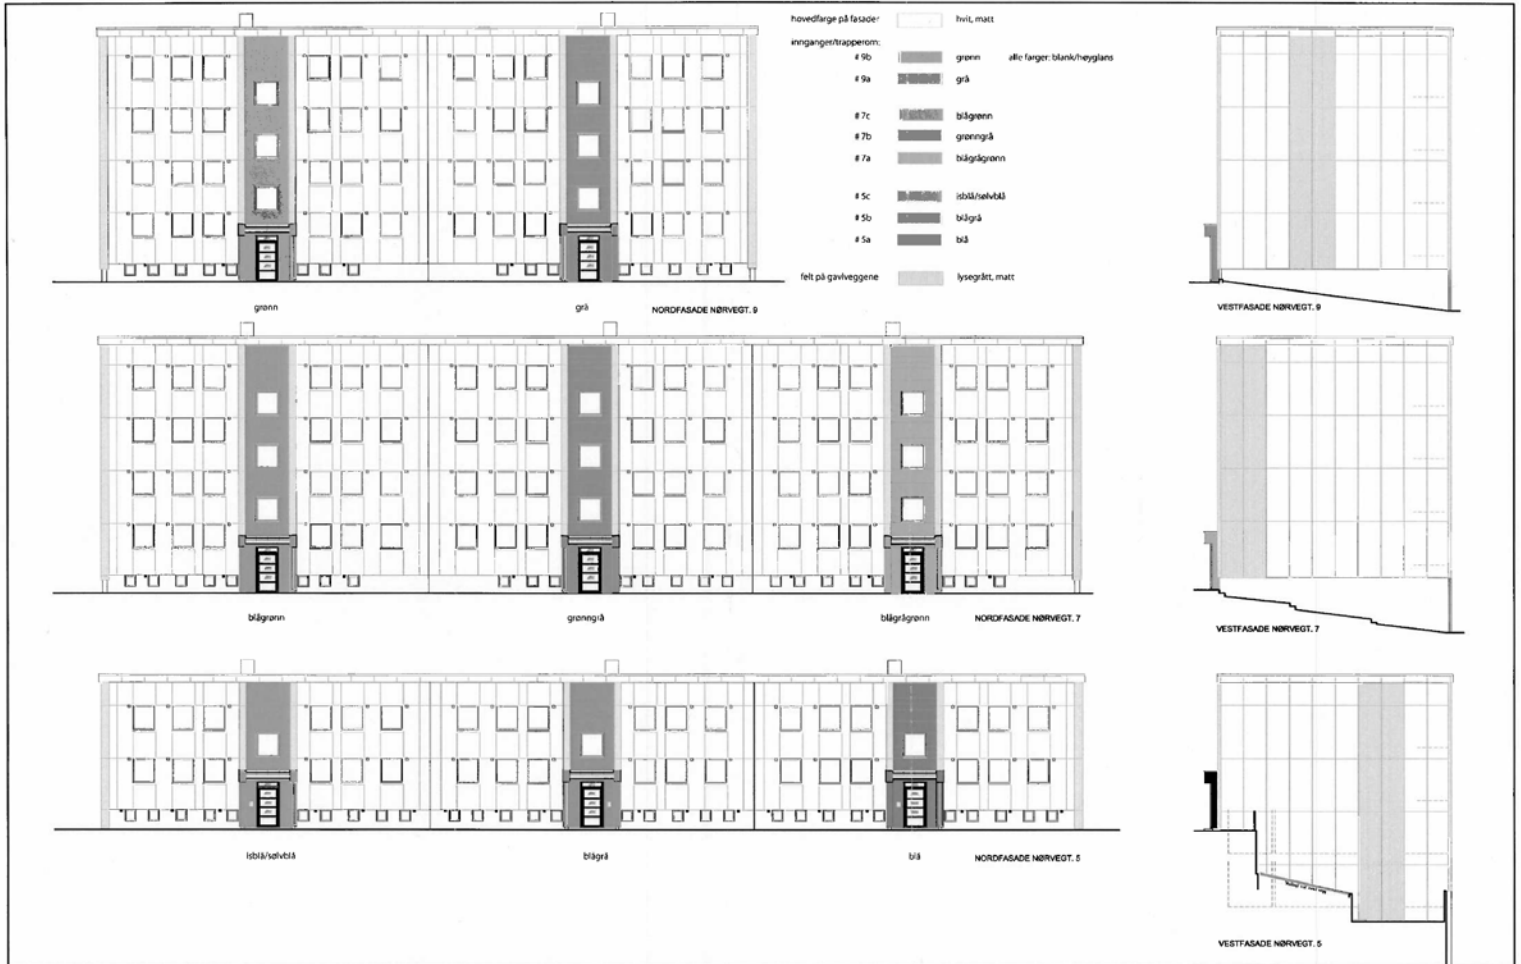 hovedfarge på fasader hvit, matt
innganger/trapperom:
# 9b grønn alle farger: blank/høyglans
# 9a grå
# 7c blågrønn
# 7b grønngrå
# 7a blågrågrønn
# 5c isblå/sølvblå
# 5b blågrå
# 5a blå
felt på gavlveggene lysegrått, matt
grønn grå NORDFASADE NØRVEGT. 9
VESTFASADE NØRVEGT. 9
blågrønn grønngrå blågrågrønn NORDFASADE NØRVEGT. 7
VESTFASADE NØRVEGT. 7
isblå/sølvblå blågrå blå NORDFASADE NØRVEGT. 5
VESTFASADE NØRVEGT. 5